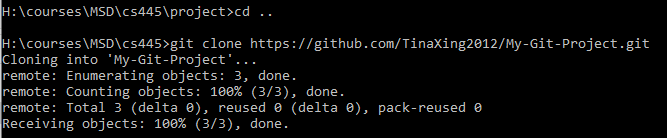 H:\courses\MSD\cs445\project>cd ..
H:\courses\MSD\cs445>git clone https://github.com/TinaXing2012/My-Git-Project.git
Cloning into 'My-Git-Project'...
remote: Enumerating objects: 3, done.
remote: Counting objects: 100% (3/3), done.
remote: Total 3 (delta 0), reused 0 (delta 0), pack-reused 0
Receiving objects: 100% (3/3), done.